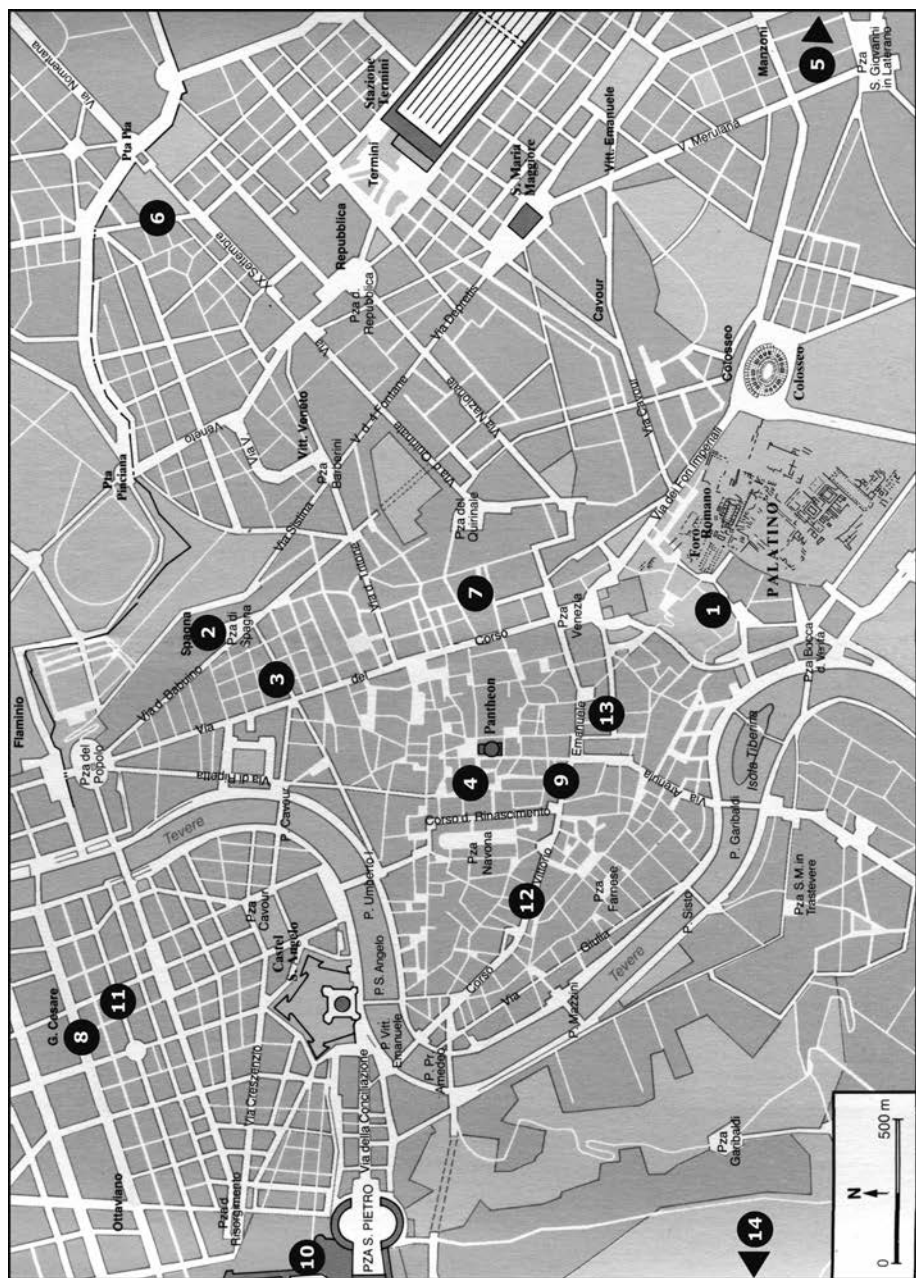 Ottaviano
G. Cesare
8
11
Flaminio
Pza del
Popolo
Pta
Pinciana
Pta Pia
Via Nomentana
6
Pza d.
Risorgimento
Via Crescenzio
Pza
Cavour
Castel
S. Angelo
Tevere
Via di Ripetta
P. Cavour
Via d. Babuino
Spagna
2
Pza di
Spagna
3
Via del Corso
Via Sistina
Via V. Veneto
Vitt. Veneto
Pza
Barberini
Via XX Settembre
Repubblica
Pza d.
Repubblica
Termini
Stazione
Termini
10
PZA S. PIETRO
Via della Conciliazione
P. Vitt.
Emanuele
P. S. Angelo
P. Umberto I
Via d. Tritone
V. d. 4 Fontane
Via d. Quirinale
Via Nazionale
Via Depretis
P. Pr.
Amedeo
Corso Vittorio Emanuele
Pza
Navona
Corso d. Rinascimento
4
Pantheon
7
Pza del
Quirinale
S. Maria
Maggiore
12
9
13
Pza
Venezia
Via Cavour
Cavour
Vitt. Emanuele
V. Merulana
Manzoni
5
Pza
S. Giovanni
in Laterano
P. Mazzini
Via Giulia
Tevere
Pza
Farnese
P. Sisto
Via Arenula
1
Via dei Fori Imperiali
Foro
Romano
PALATINO
Colosseo
Colosseo
P. Garibaldi
Isola Tiberina
Pza Bocca
d. Verità
Pza S.M. in
Trastevere
Pza
Garibaldi
14
N
0 500 m